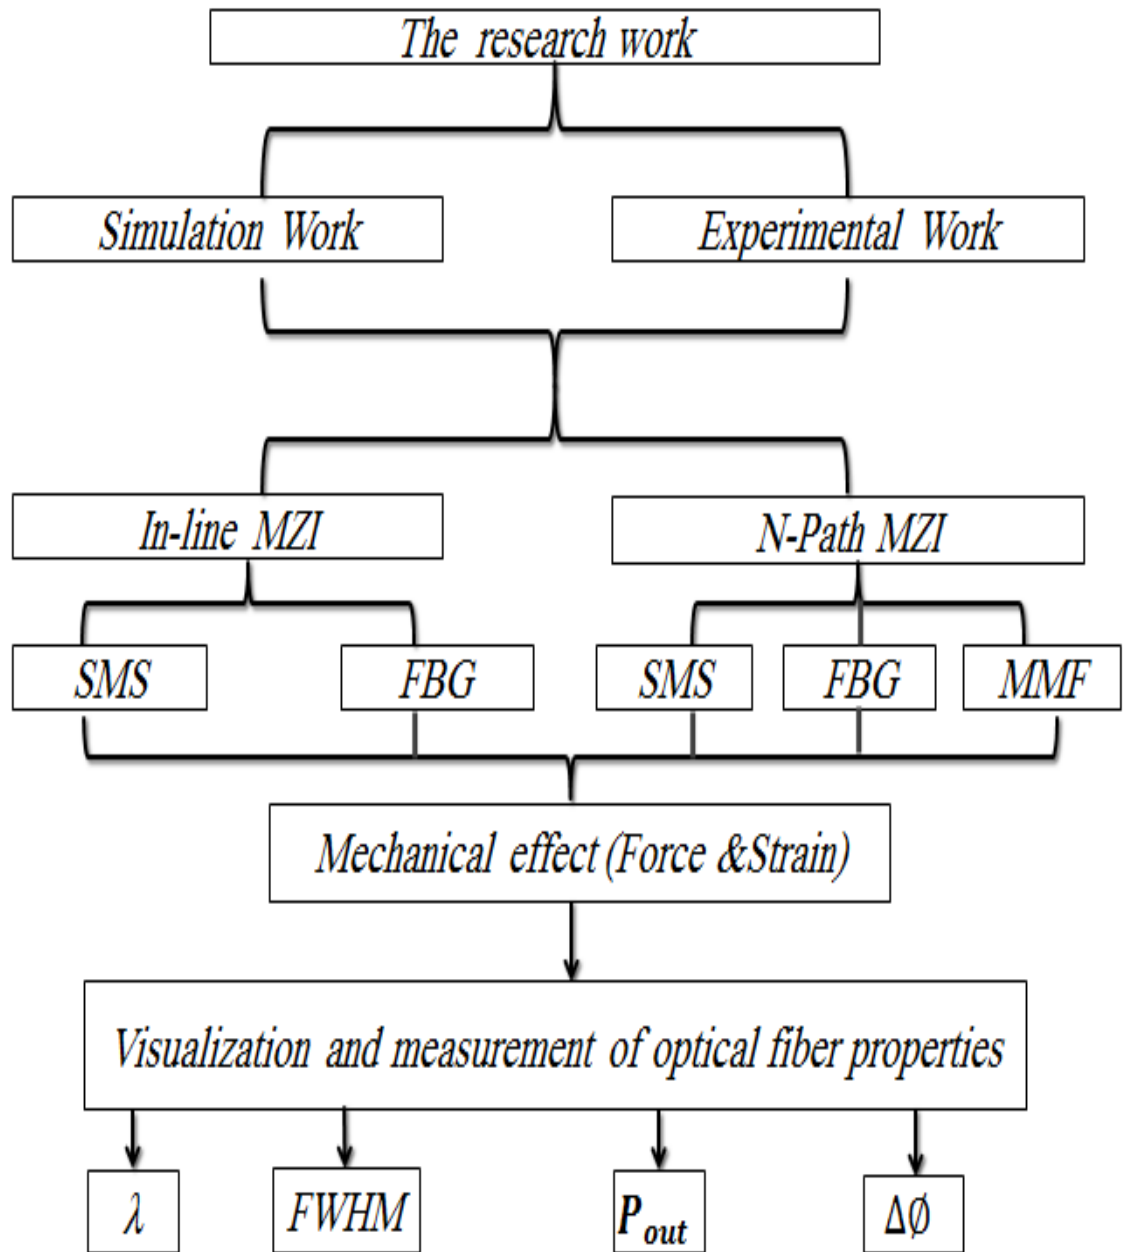 The research work
Simulation Work
Experimental Work
In-line MZI
N-Path MZI
SMS
FBG
SMS
FBG
MMF
Mechanical effect (Force &Strain)
Visualization and measurement of optical fiber properties
λ
FWHM
Pout
ΔØ